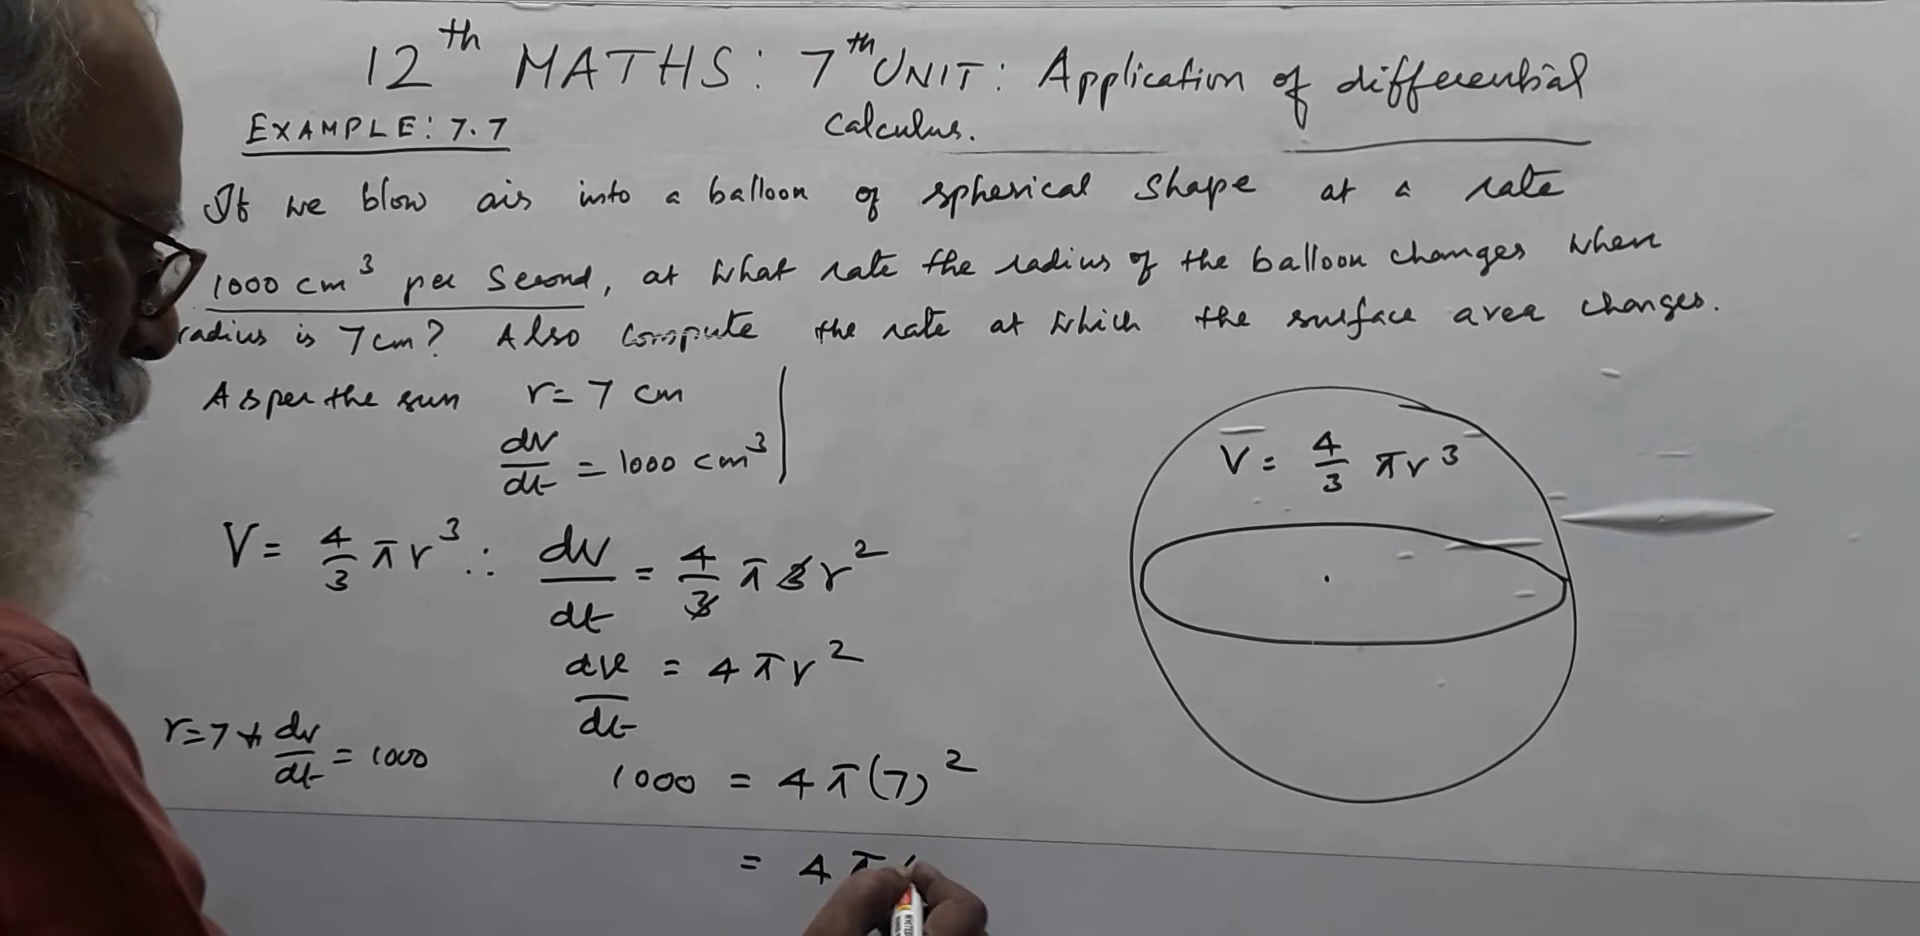 12th MATHS: 7th UNIT: Application of differential
calculus.
EXAMPLE: 7.7
If we blow air into a balloon of spherical shape at a rate
1000 cm³ per second, at what rate the radius of the balloon changes when
radius is 7cm? Also compute the rate at which the surface area changes.
As per the sum r = 7 cm
dv/dt = 1000 cm³
V = 4/3 πr³ ∴ dv/dt = 4/3 π 3 r²
dv/dt = 4πr²
r=7 + dv/dt = 1000
1000 = 4π(7)²
= 4π
V = 4/3 πr³